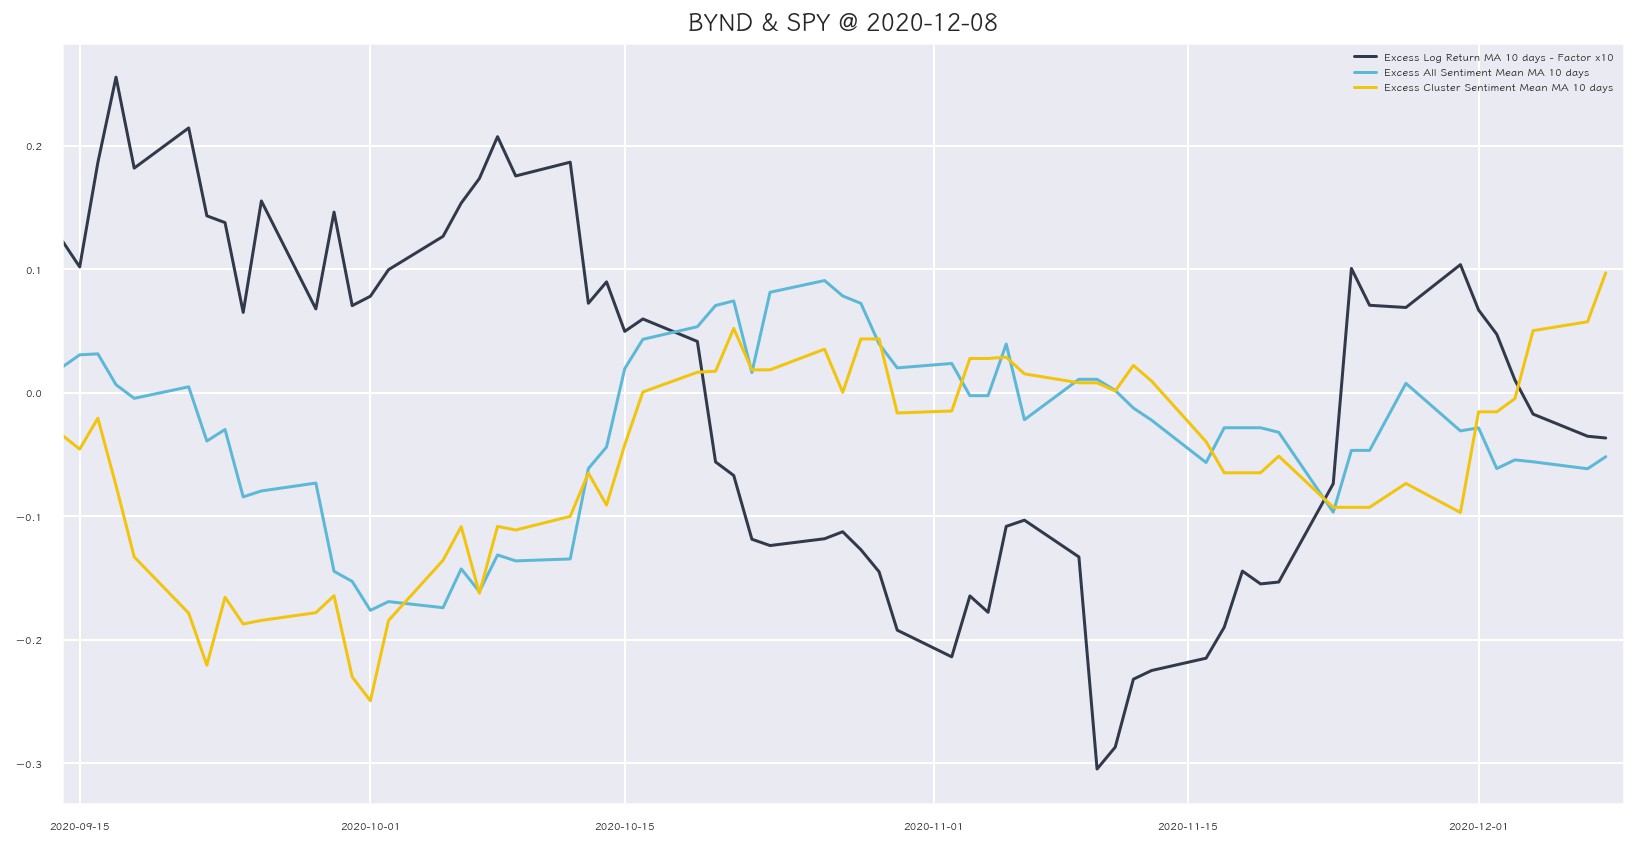 BYND & SPY @ 2020-12-08
Excess Log Return MA 10 days - Factor x10
Excess All Sentiment Mean MA 10 days
Excess Cluster Sentiment Mean MA 10 days
0.2
0.1
0.0
−0.1
−0.2
−0.3
2020-09-15 2020-10-01 2020-10-15 2020-11-01 2020-11-15 2020-12-01